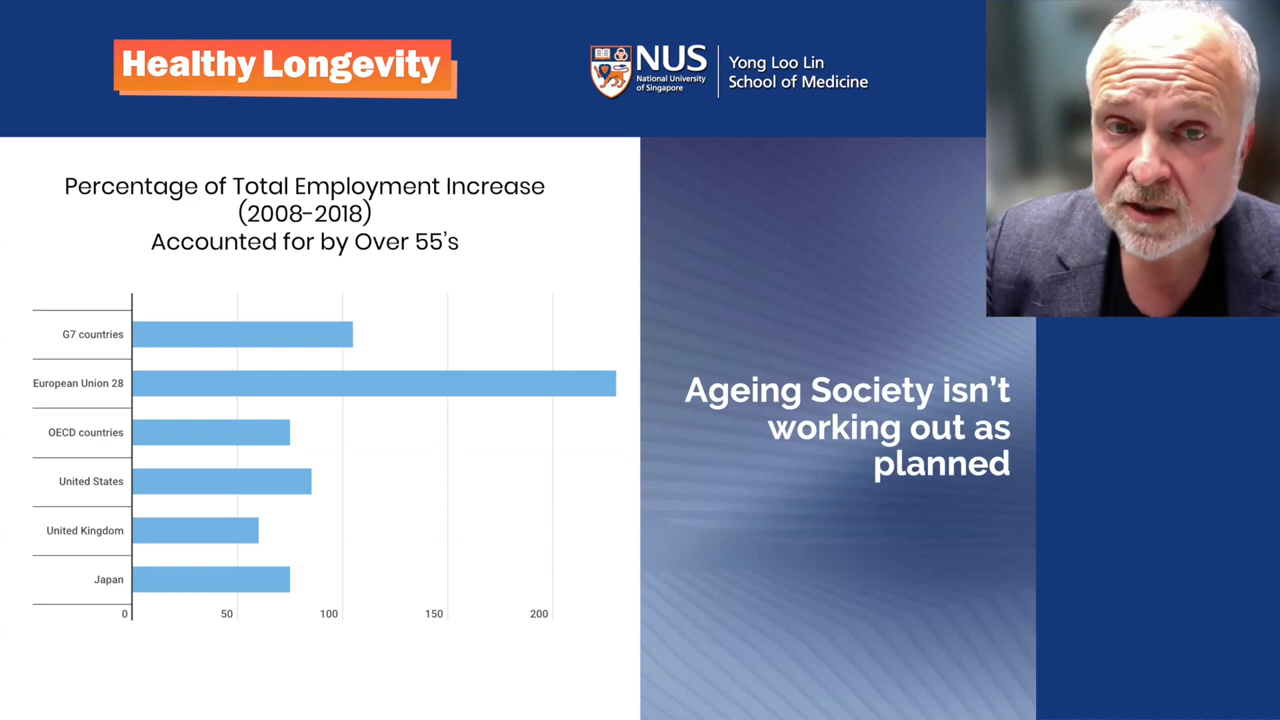 Healthy Longevity
NUS
National University
of Singapore
Yong Loo Lin
School of Medicine
Percentage of Total Employment Increase
(2008-2018)
Accounted for by Over 55's
G7 countries
European Union 28
OECD countries
United States
United Kingdom
Japan
0 50 100 150 200
Ageing Society isn't
working out as
planned